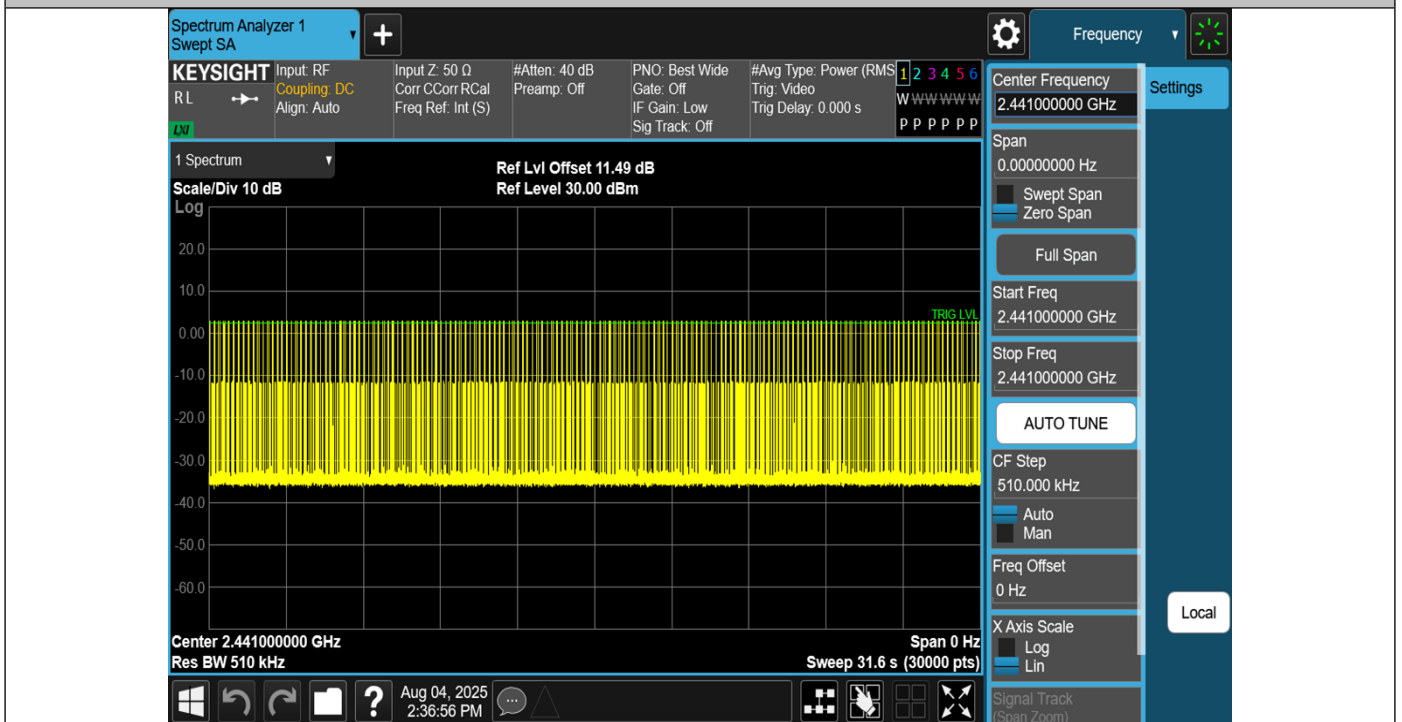 Spectrum Analyzer 1
Swept SA
Frequency
KEYSIGHT
RL
LXI
Input: RF
Coupling: DC
Align: Auto
Input Z: 50 Ω
Corr CCorr RCal
Freq Ref: Int (S)
#Atten: 40 dB
Preamp: Off
PNO: Best Wide
Gate: Off
IF Gain: Low
Sig Track: Off
#Avg Type: Power (RMS
Trig: Video
Trig Delay: 0.000 s
1 2 3 4 5 6
W W W W W W
P P P P P P
Center Frequency
2.441000000 GHz
Settings
Span
0.00000000 Hz
Swept Span
Zero Span
Full Span
Start Freq
2.441000000 GHz
Stop Freq
2.441000000 GHz
AUTO TUNE
CF Step
510.000 kHz
Auto
Man
Freq Offset
0 Hz
X Axis Scale
Log
Lin
Signal Track
(Span Zoom)
Local
1 Spectrum
Scale/Div 10 dB
Ref Lvl Offset 11.49 dB
Ref Level 30.00 dBm
Log
20.0
10.0
TRIG LVL
0.00
-10.0
-20.0
-30.0
-40.0
-50.0
-60.0
Center 2.441000000 GHz
Span 0 Hz
Res BW 510 kHz
Sweep 31.6 s (30000 pts)
?
Aug 04, 2025
2:36:56 PM